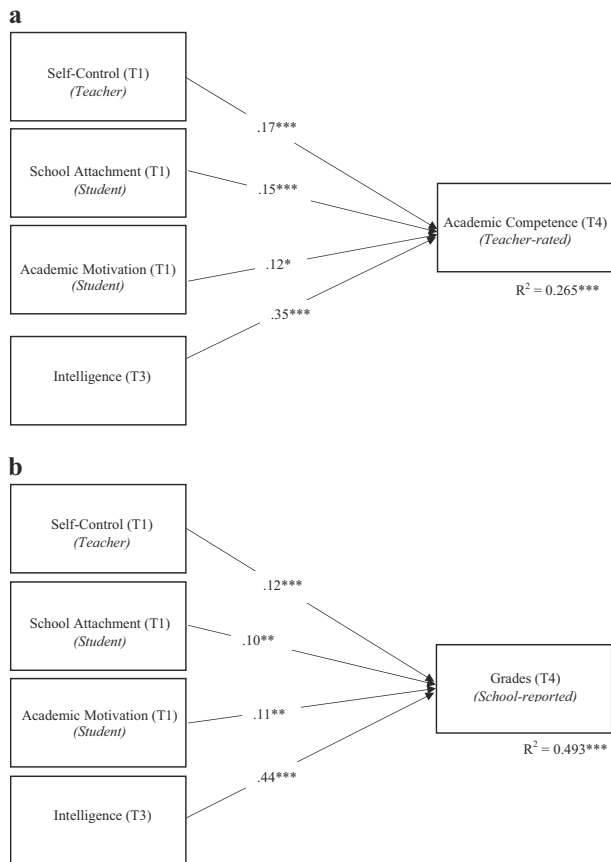 a
Self-Control (T1)
(Teacher)
.17***
School Attachment (T1)
(Student)
.15***
Academic Competence (T4)
(Teacher-rated)
Academic Motivation (T1)
(Student)
.12*
R² = 0.265***
.35***
Intelligence (T3)
b
Self-Control (T1)
(Teacher)
.12***
School Attachment (T1)
(Student)
.10**
Grades (T4)
(School-reported)
Academic Motivation (T1)
(Student)
.11**
R² = 0.493***
.44***
Intelligence (T3)